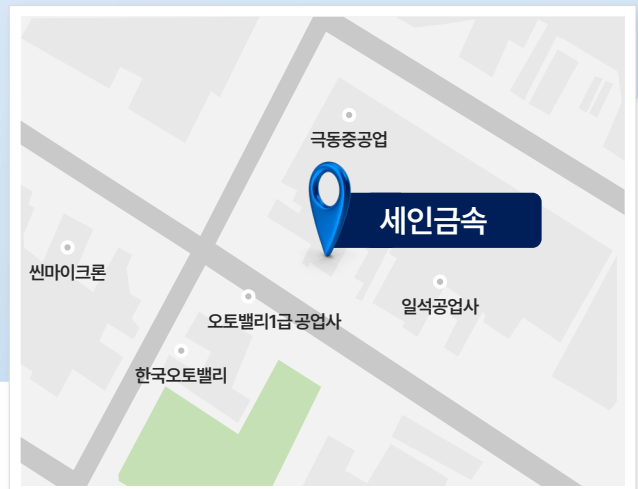 극동중공업
세인금속
씬마이크론
일석공업사
오토밸리1급 공업사
한국오토밸리